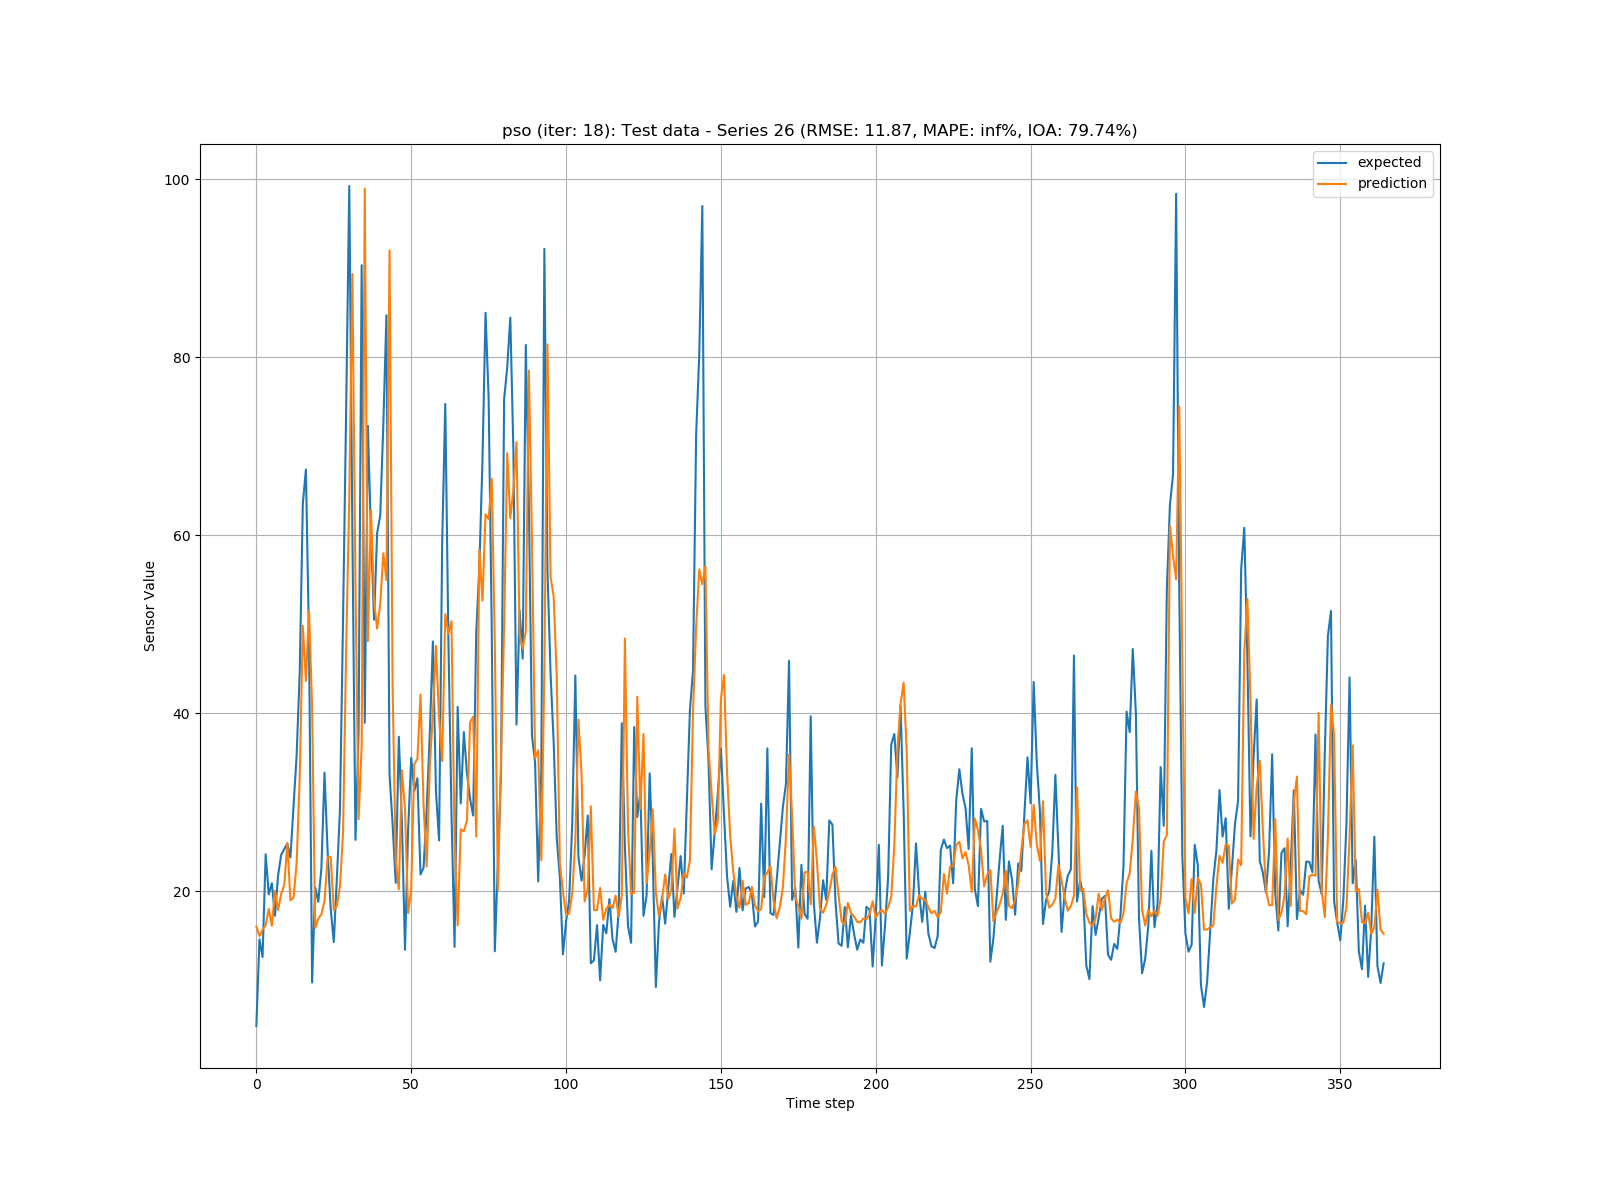 pso (iter: 18): Test data - Series 26 (RMSE: 11.87, MAPE: inf%, IOA: 79.74%)
expected
prediction
100
80
60
40
20
Sensor Value
0 50 100 150 200 250 300 350
Time step